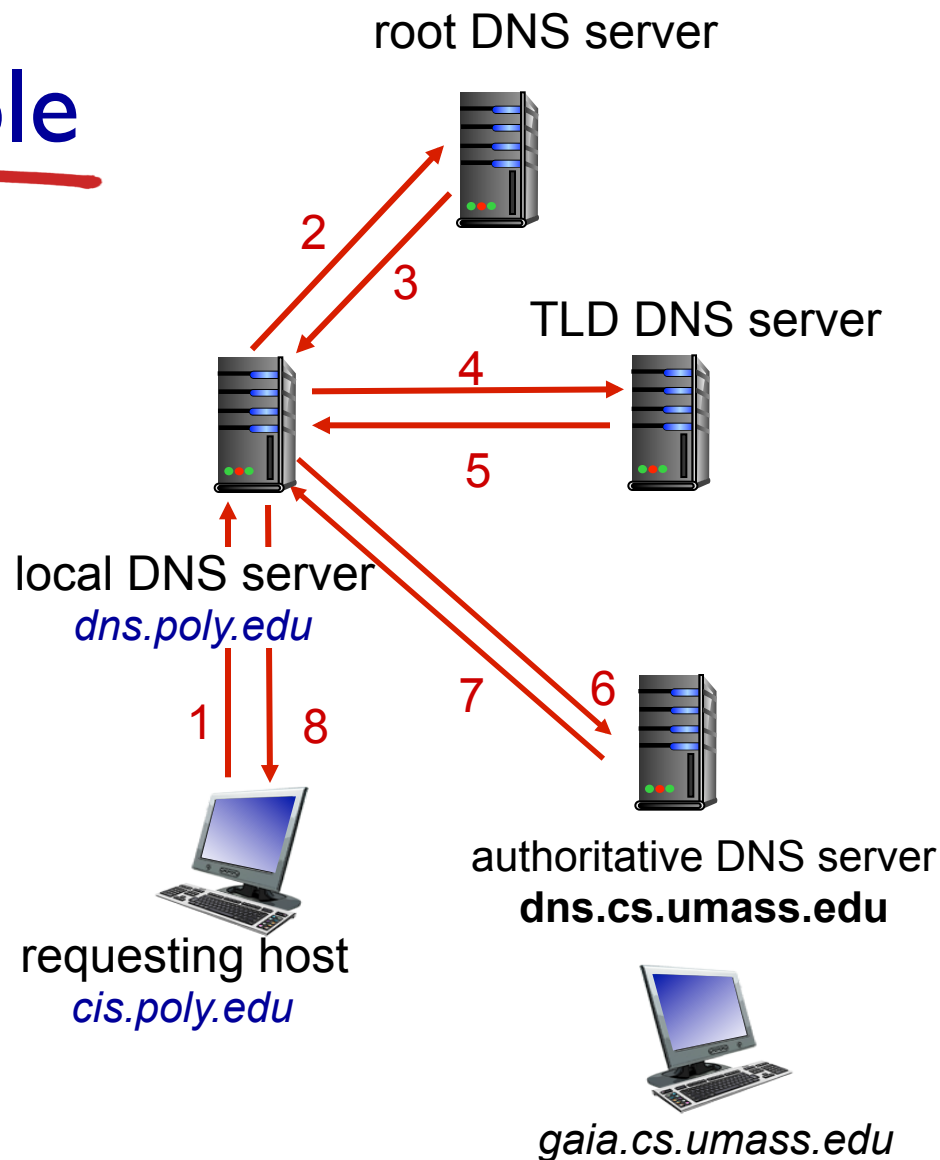 root DNS server
ole
2
3
TLD DNS server
4
5
local DNS server
dns.poly.edu
1
8
7
6
authoritative DNS server
dns.cs.umass.edu
requesting host
cis.poly.edu
gaia.cs.umass.edu